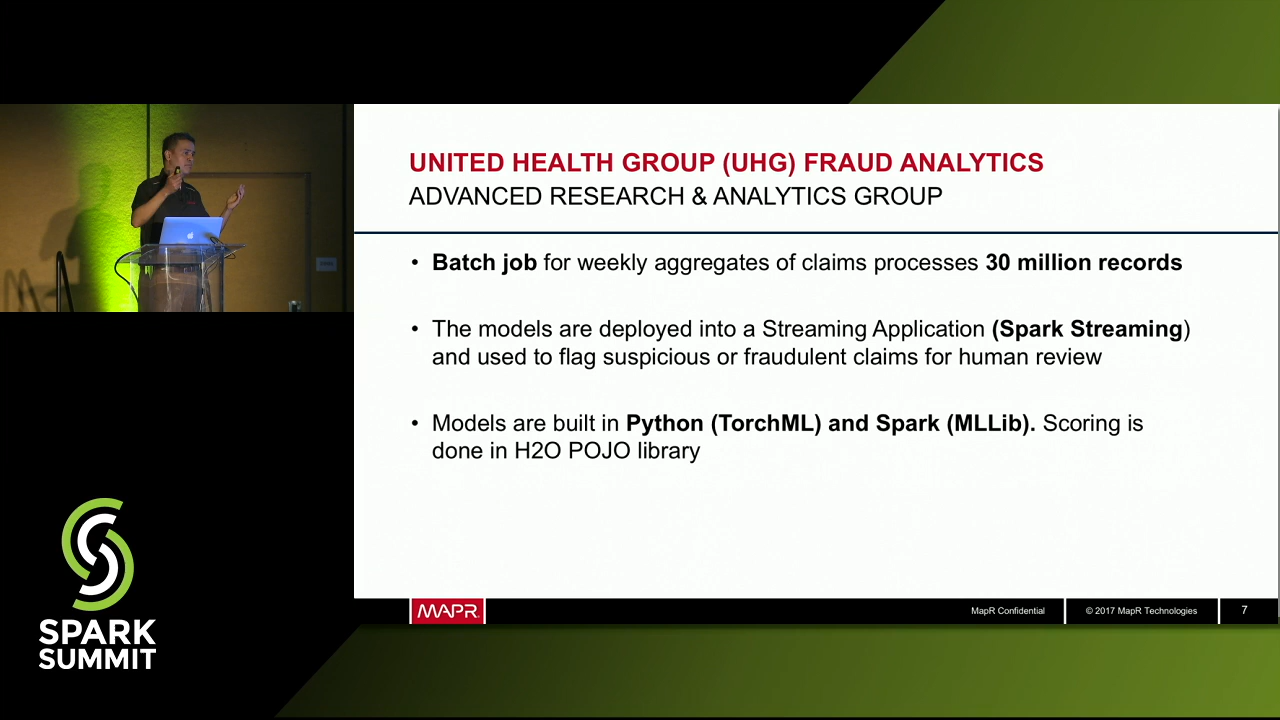 UNITED HEALTH GROUP (UHG) FRAUD ANALYTICS
ADVANCED RESEARCH & ANALYTICS GROUP
• Batch job for weekly aggregates of claims processes 30 million records
• The models are deployed into a Streaming Application (Spark Streaming)
and used to flag suspicious or fraudulent claims for human review
• Models are built in Python (TorchML) and Spark (MLLib). Scoring is
done in H2O POJO library
MAPR
MapR Confidential
© 2017 MapR Technologies
7
SPARK
SUMMIT